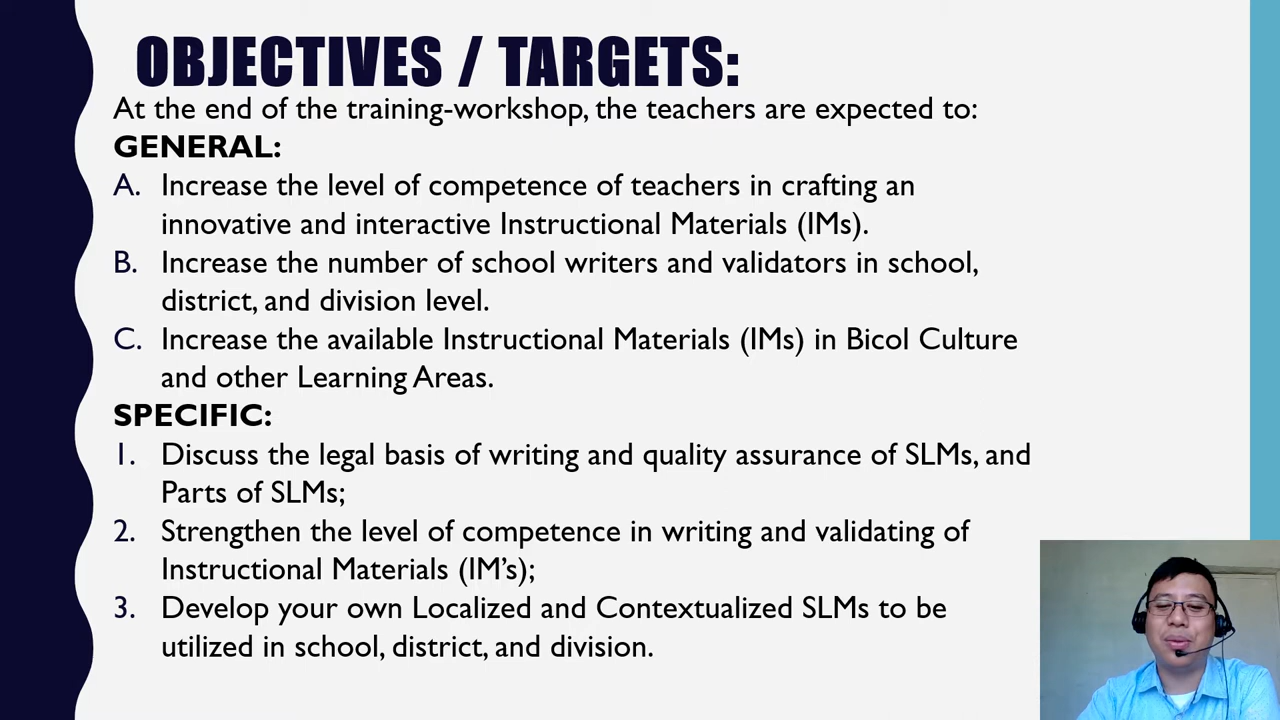 OBJECTIVES / TARGETS:
At the end of the training-workshop, the teachers are expected to:
GENERAL:
A. Increase the level of competence of teachers in crafting an
innovative and interactive Instructional Materials (IMs).
B. Increase the number of school writers and validators in school,
district, and division level.
C. Increase the available Instructional Materials (IMs) in Bicol Culture
and other Learning Areas.
SPECIFIC:
1. Discuss the legal basis of writing and quality assurance of SLMs, and
Parts of SLMs;
2. Strengthen the level of competence in writing and validating of
Instructional Materials (IM’s);
3. Develop your own Localized and Contextualized SLMs to be
utilized in school, district, and division.